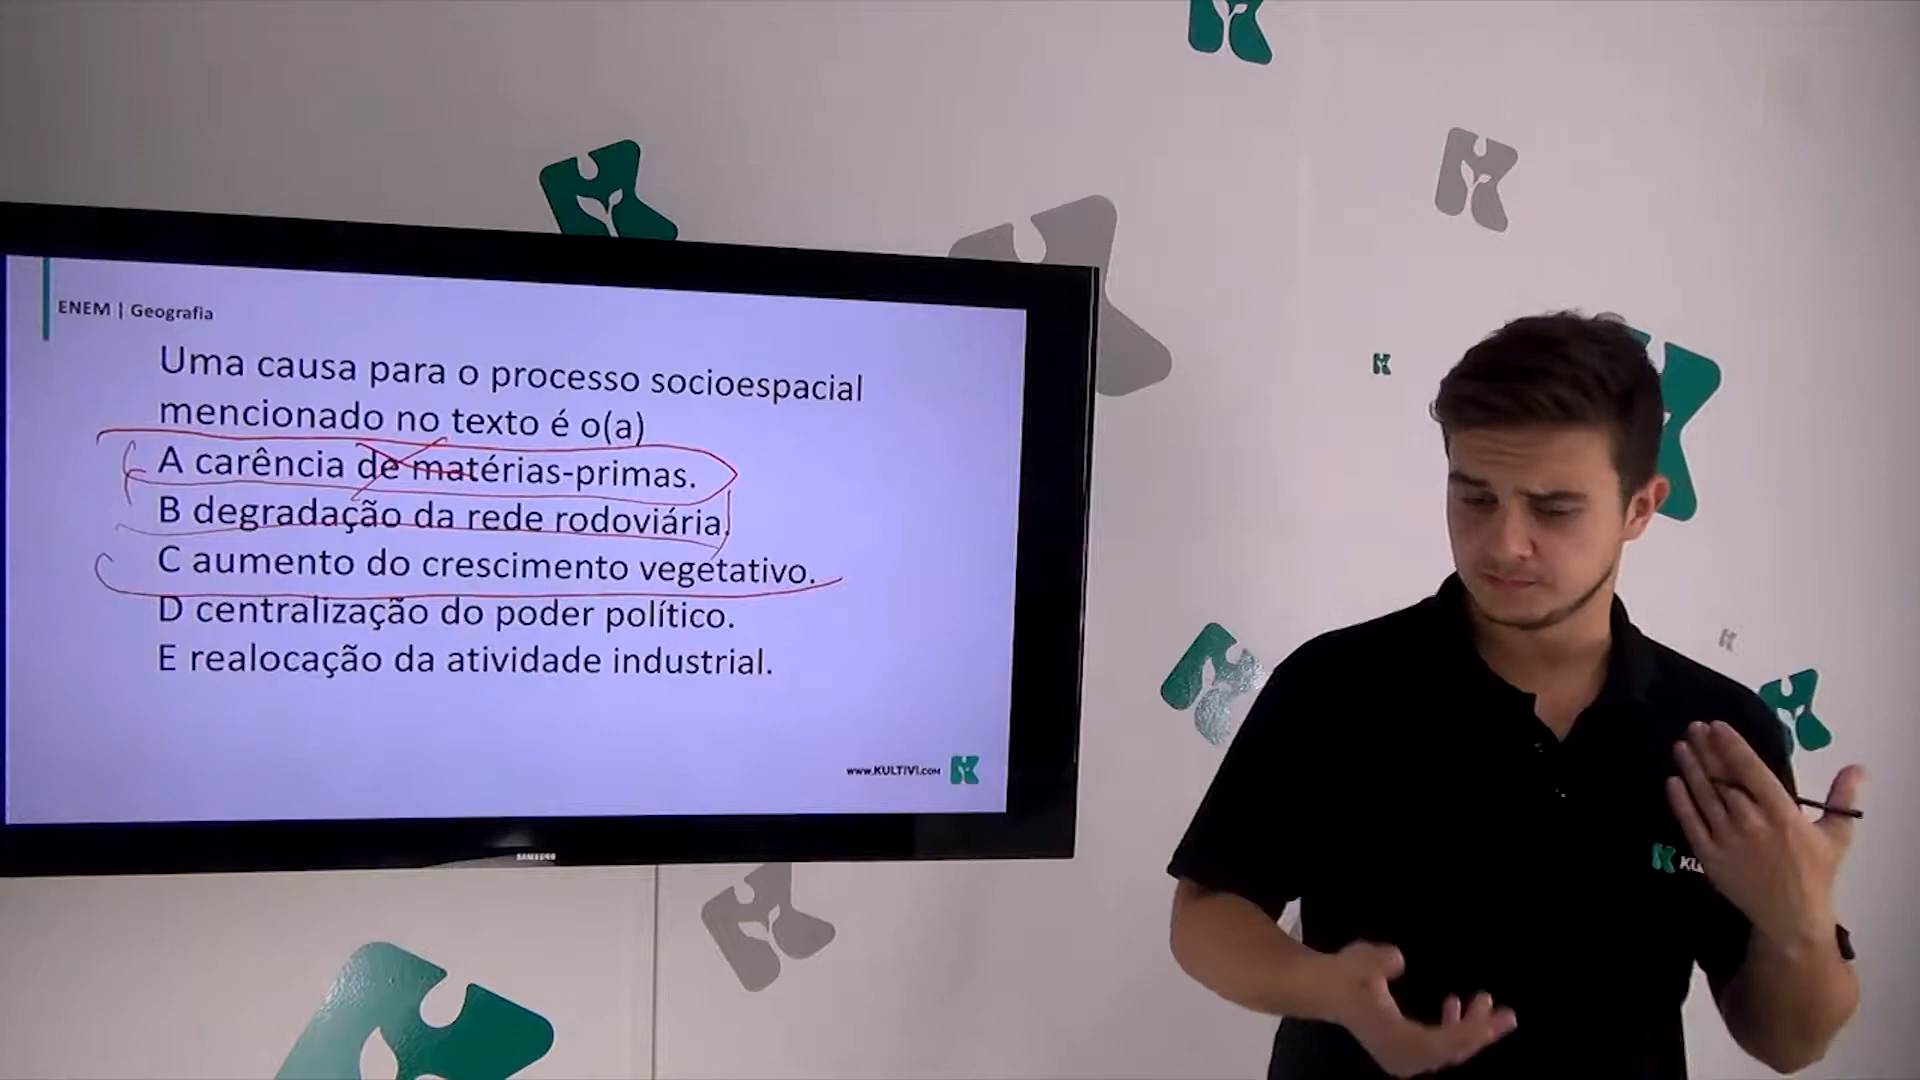 ENEM | Geografia
Uma causa para o processo socioespacial
mencionado no texto é o(a)
A carência de matérias-primas.
B degradação da rede rodoviária.
C aumento do crescimento vegetativo.
D centralização do poder político.
E realocação da atividade industrial.
www.KULTIVI.COM
SAMSUNG